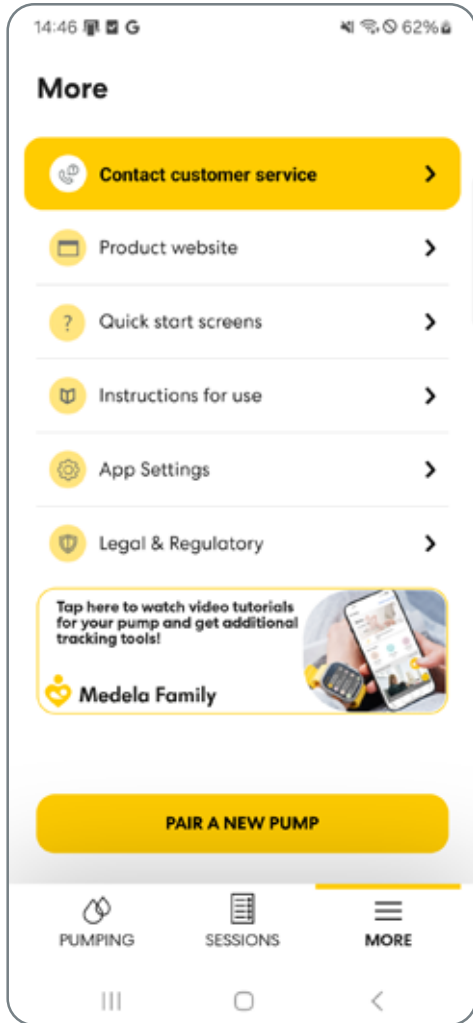 14:46 G 62%
More
Contact customer service
Product website
? Quick start screens
Instructions for use
App Settings
Legal & Regulatory
Tap here to watch video tutorials
for your pump and get additional
tracking tools!
Medela Family
PAIR A NEW PUMP
PUMPING SESSIONS MORE